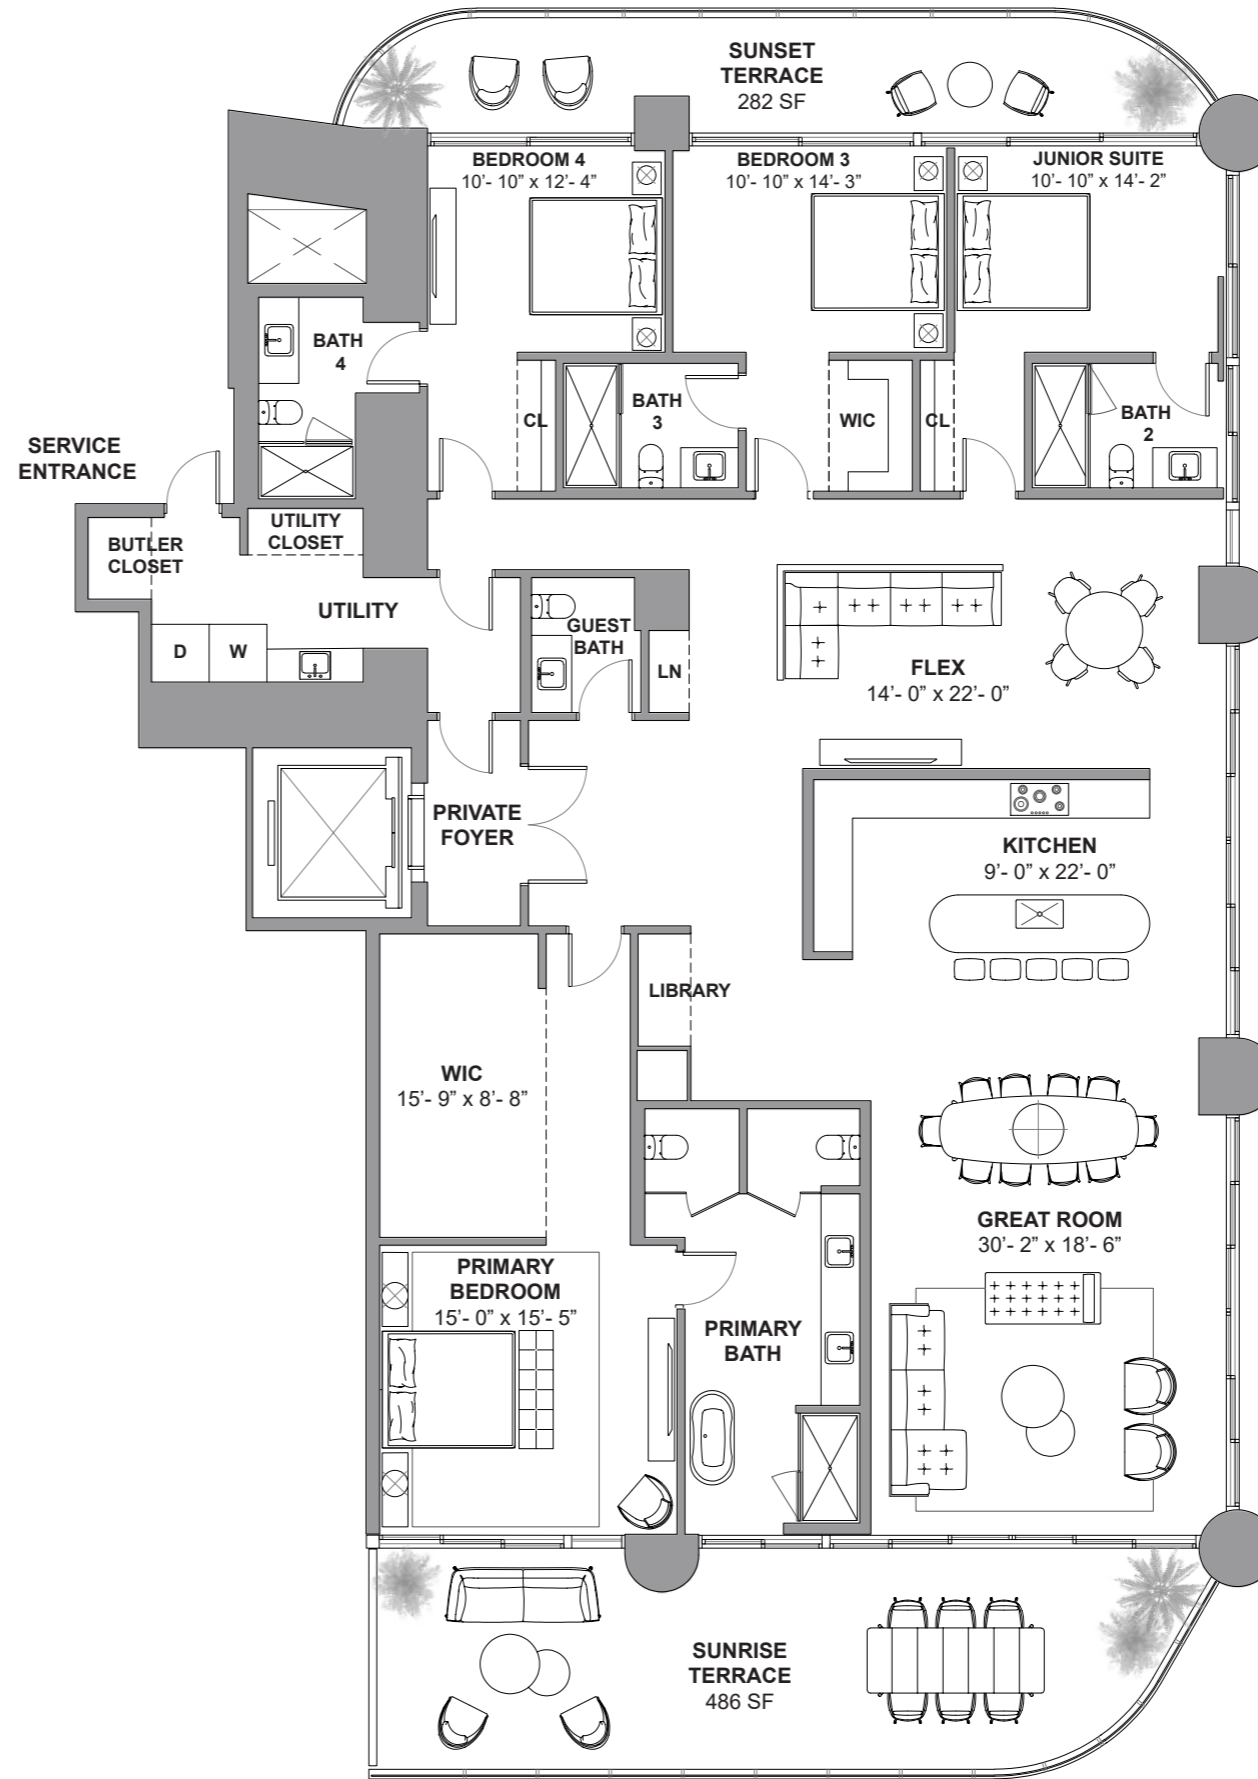 SUNSET
TERRACE
282 SF
BEDROOM 4
10’- 10” x 12’- 4”
BEDROOM 3
10’- 10” x 14’- 3”
JUNIOR SUITE
10’- 10” x 14’- 2”
BATH
4
CL
BATH
3
WIC
CL
BATH
2
SERVICE
ENTRANCE
BUTLER
CLOSET
UTILITY
CLOSET
UTILITY
D
W
GUEST
BATH
LN
FLEX
14’- 0” x 22’- 0”
PRIVATE
FOYER
KITCHEN
9’- 0” x 22’- 0”
LIBRARY
WIC
15’- 9” x 8’- 8”
GREAT ROOM
30’- 2” x 18’- 6”
PRIMARY
BEDROOM
15’- 0” x 15’- 5”
PRIMARY
BATH
SUNRISE
TERRACE
486 SF